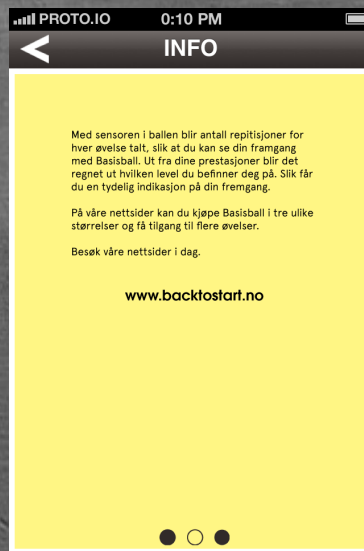 PROTO.IO 0:10 PM
INFO
Med sensoren i ballen blir antall repitisjoner for
hver øvelse talt, slik at du kan se din framgang
med Basisball. Ut fra dine prestasjoner blir det
regnet ut hvilken level du befinner deg på. Slik får
du en tydelig indikasjon på din fremgang.
På våre nettsider kan du kjøpe Basisball i tre ulike
størrelser og få tilgang til flere øvelser.
Besøk våre nettsider i dag.
www.backtostart.no